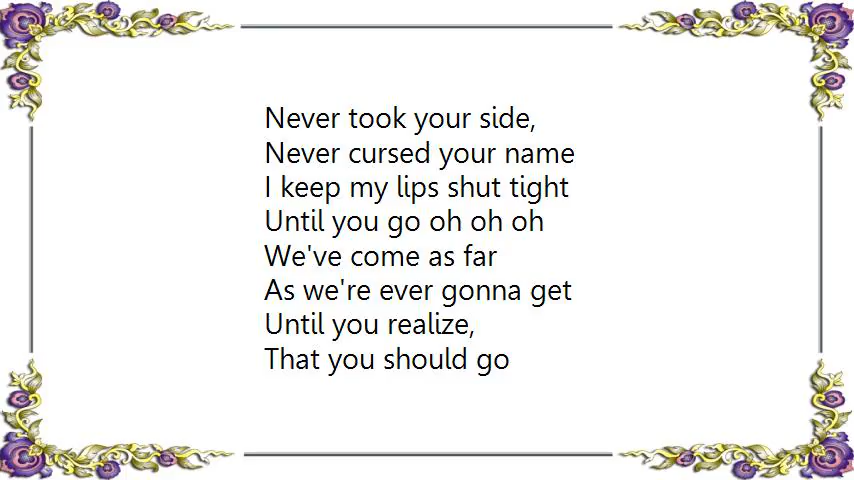 Never took your side,
Never cursed your name
I keep my lips shut tight
Until you go oh oh oh
We've come as far
As we're ever gonna get
Until you realize,
That you should go